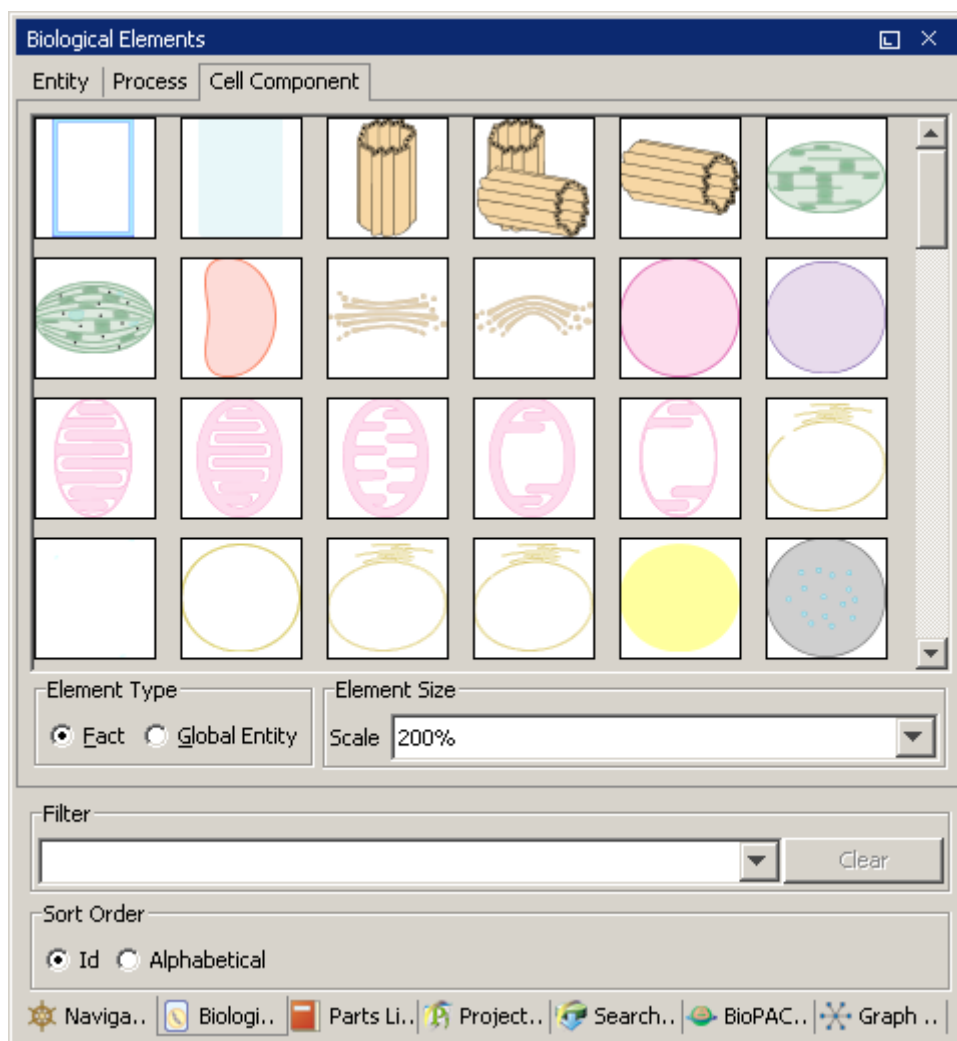 Biological Elements
Entity Process Cell Component
Element Type
Element Size
Fact Global Entity
Scale 200%
Filter
Clear
Sort Order
Id Alphabetical
Naviga.. Biologi.. Parts Li.. Project.. Search.. BioPAC.. Graph ..